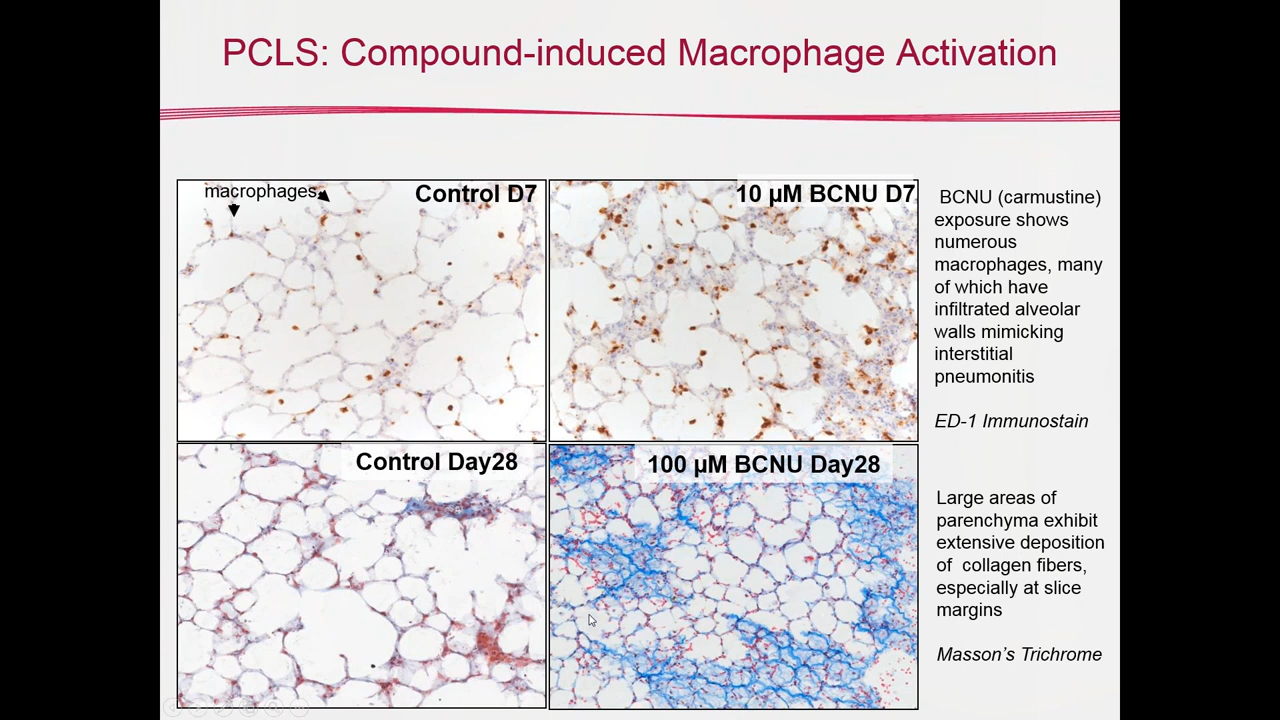 PCLS: Compound-induced Macrophage Activation
macrophages
Control D7
10 µM BCNU D7
BCNU (carmustine)
exposure shows
numerous
macrophages, many
of which have
infiltrated alveolar
walls mimicking
interstitial
pneumonitis
ED-1 Immunostain
Control Day28
100 µM BCNU Day28
Large areas of
parenchyma exhibit
extensive deposition
of collagen fibers,
especially at slice
margins
Masson's Trichrome